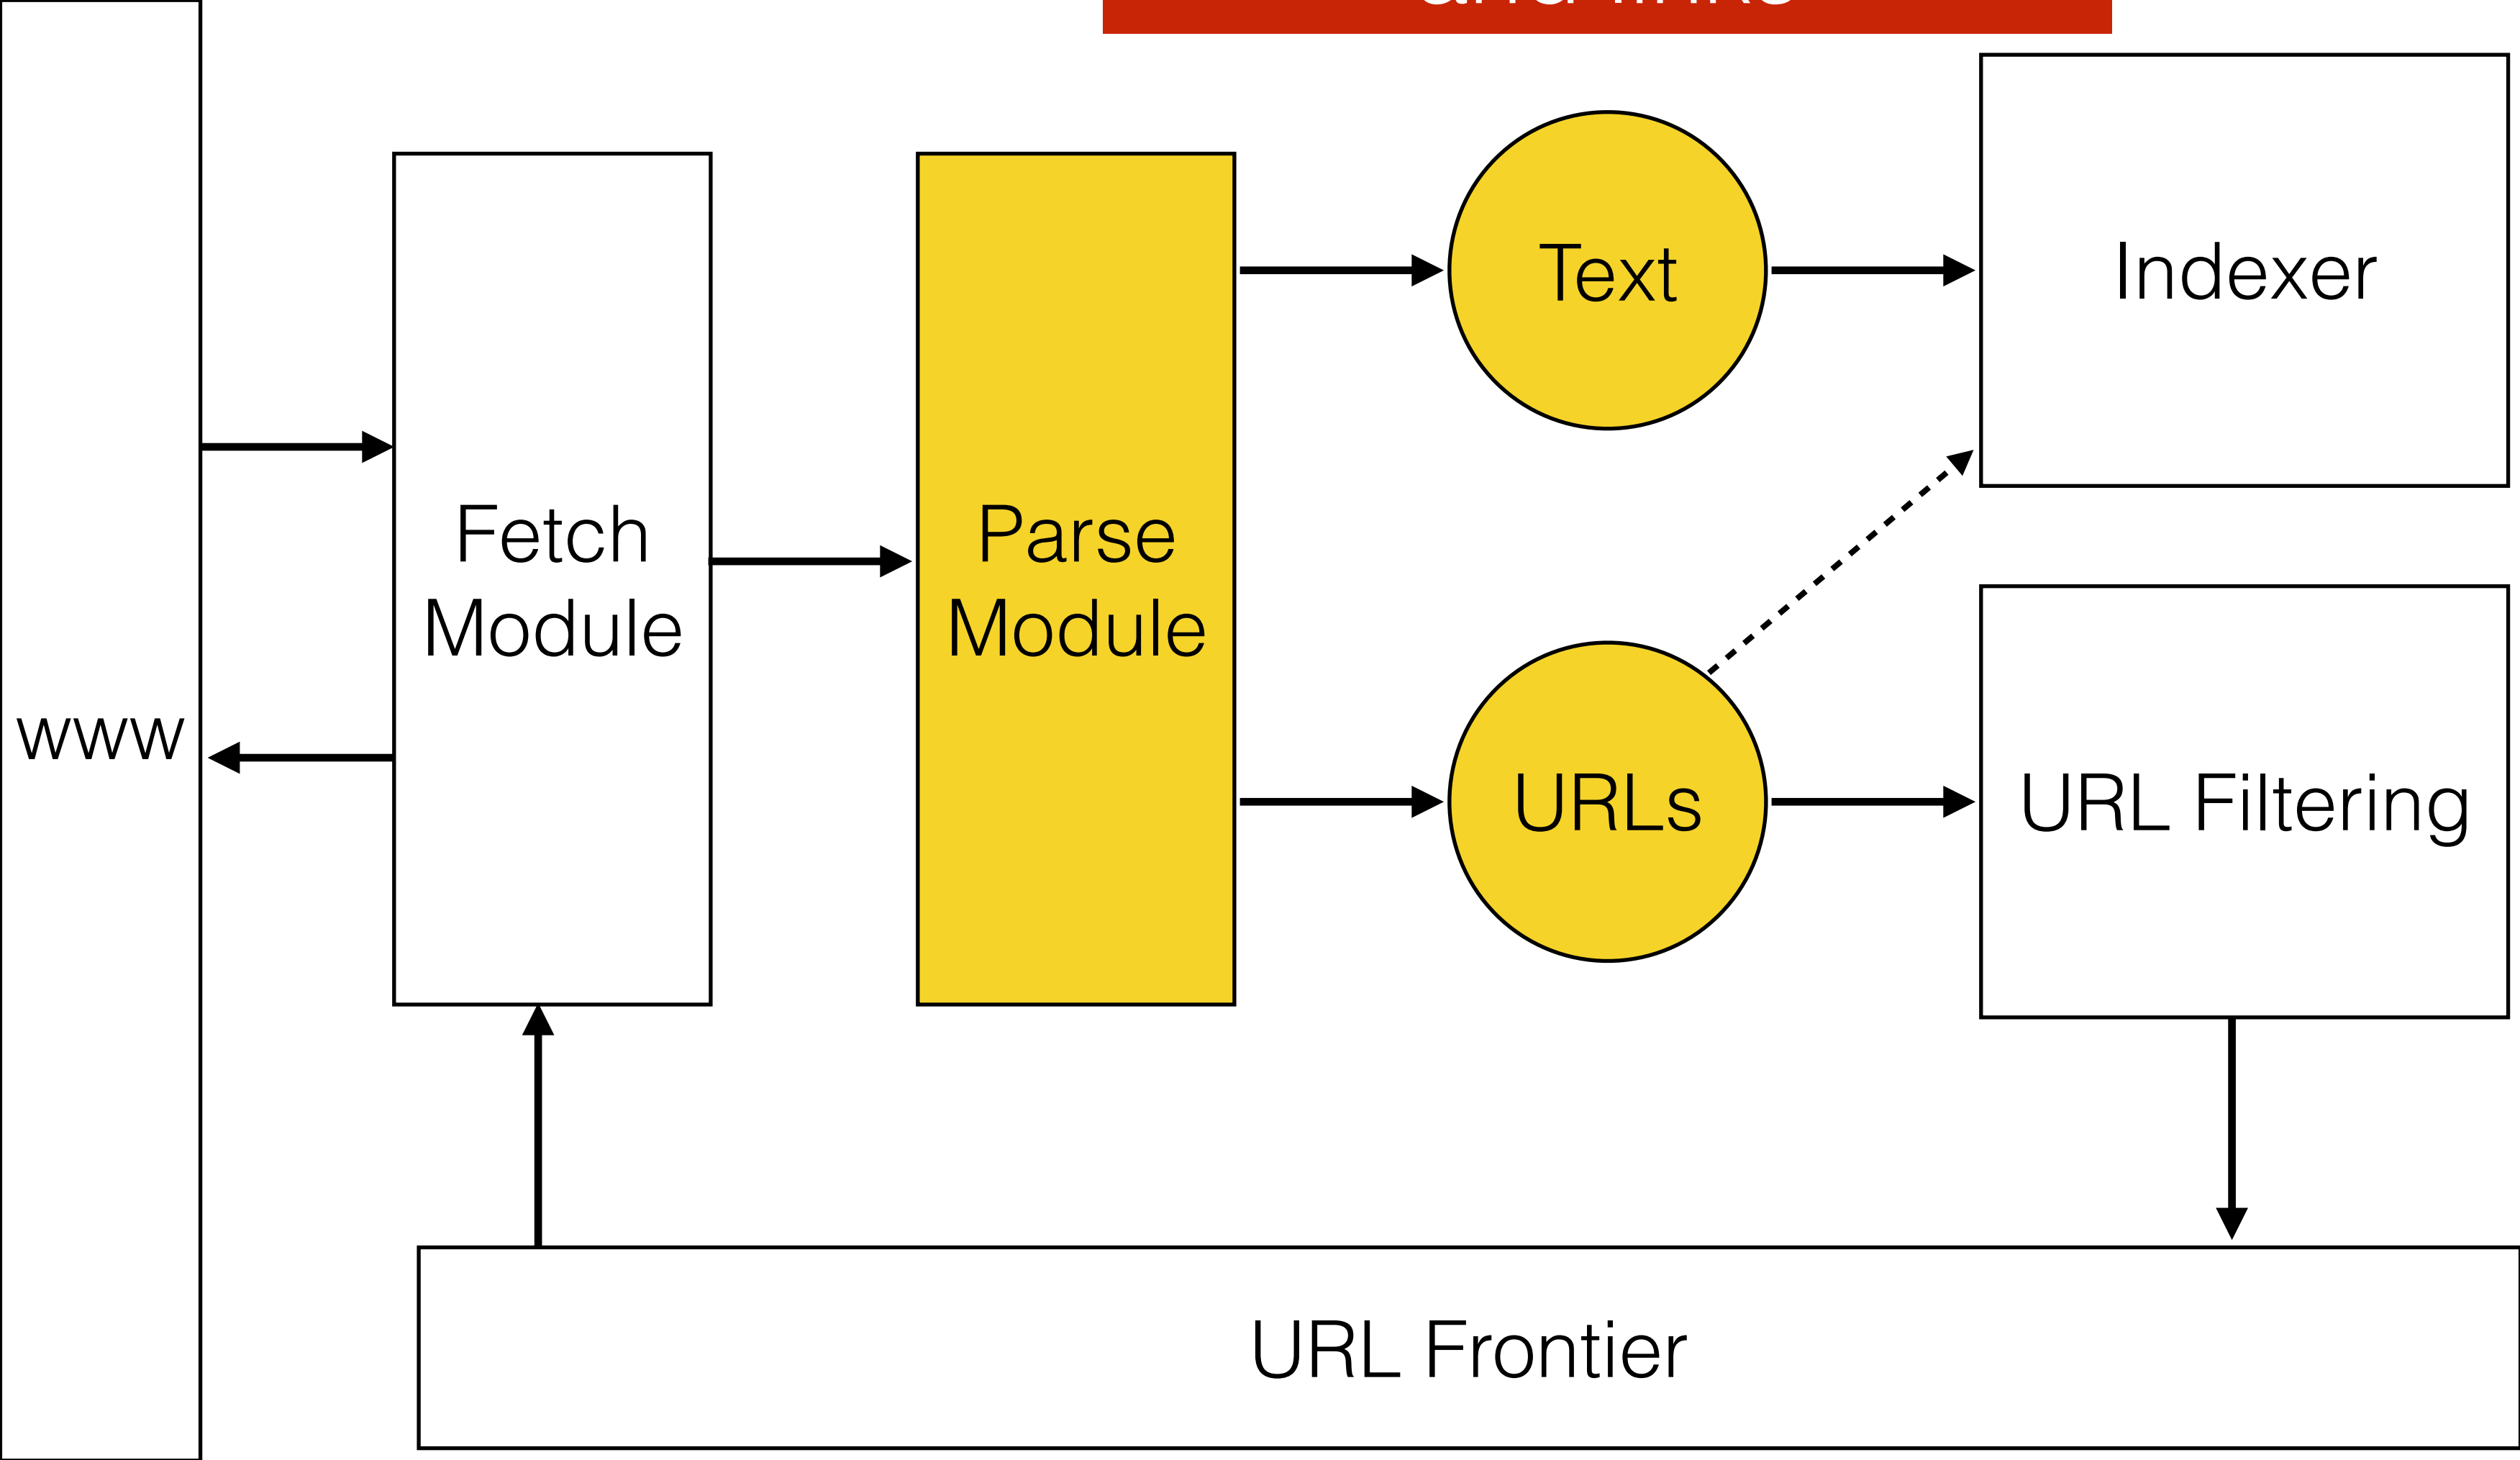 Text
Indexer
Fetch
Module
Parse
Module
www
URLs
URL Filtering
URL Frontier